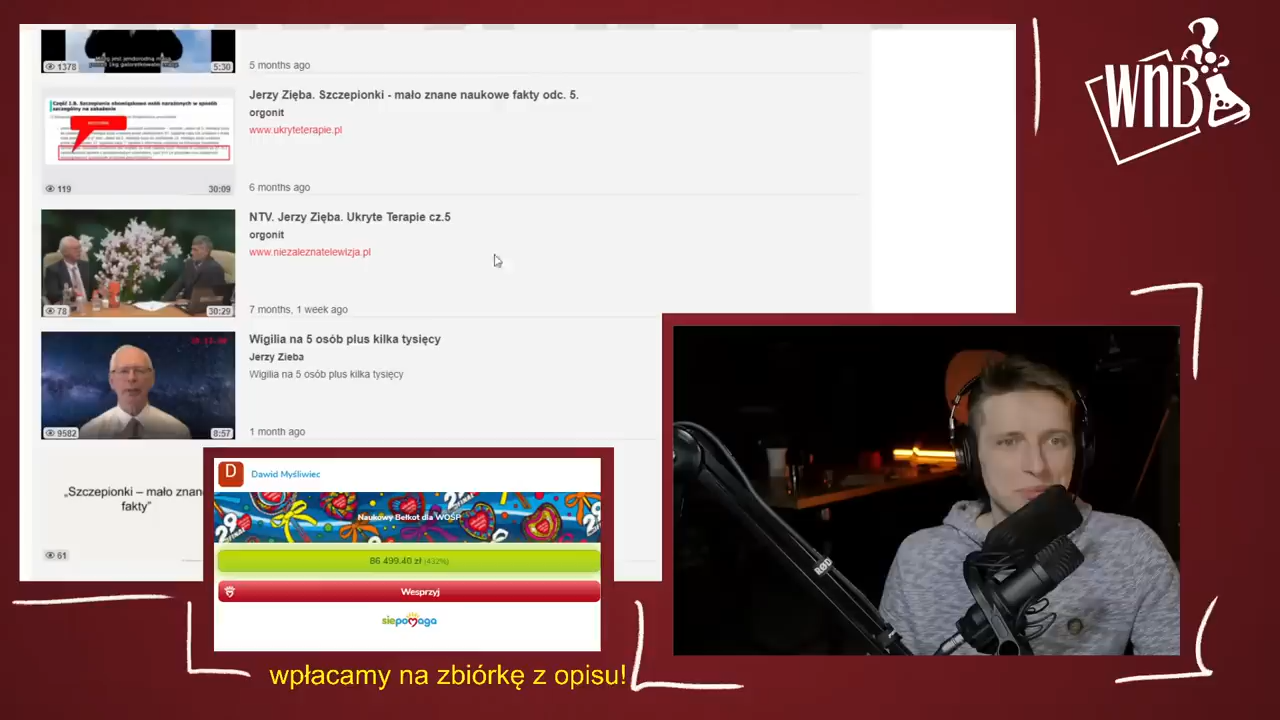 1378
5:30
5 months ago
Jerzy Zięba. Szczepionki - mało znane naukowe fakty odc. 5.
orgonit
www.ukryteterapie.pl
119
30:09
6 months ago
NTV. Jerzy Zięba. Ukryte Terapie cz.5
orgonit
www.niezaleznatelewizja.pl
78
30:29
7 months, 1 week ago
Wigilia na 5 osób plus kilka tysięcy
Jerzy Zieba
Wigilia na 5 osób plus kilka tysięcy
9582
8:57
1 month ago
„Szczepionki – mało znane
fakty”
61
WNB
D
Dawid Myśliwiec
Naukowy Bełkot dla WOŚP
86 499.40 zł (432%)
Wesprzyj
siepomaga
wpłacamy na zbiórkę z opisu!
RØDE